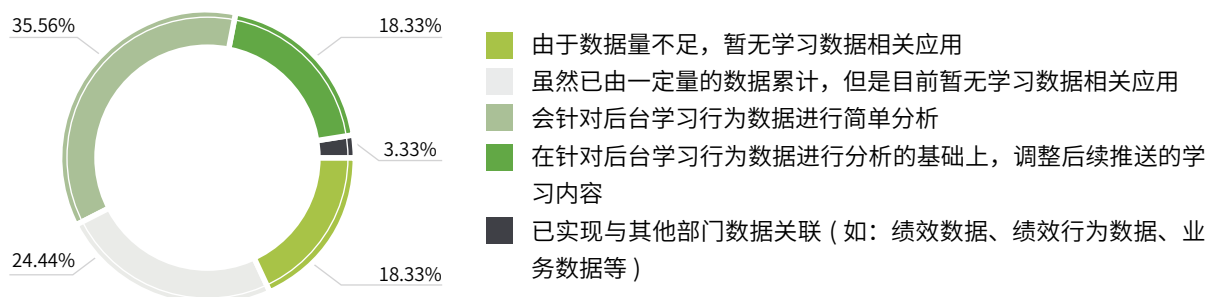 35.56%
18.33%
3.33%
24.44%
18.33%
由于数据量不足，暂无学习数据相关应用
虽然已由一定量的数据累计，但是目前暂无学习数据相关应用
会针对后台学习行为数据进行简单分析
在针对后台学习行为数据进行分析的基础上，调整后续推送的学
习内容
已实现与其他部门数据关联 ( 如：绩效数据、绩效行为数据、业
务数据等 )